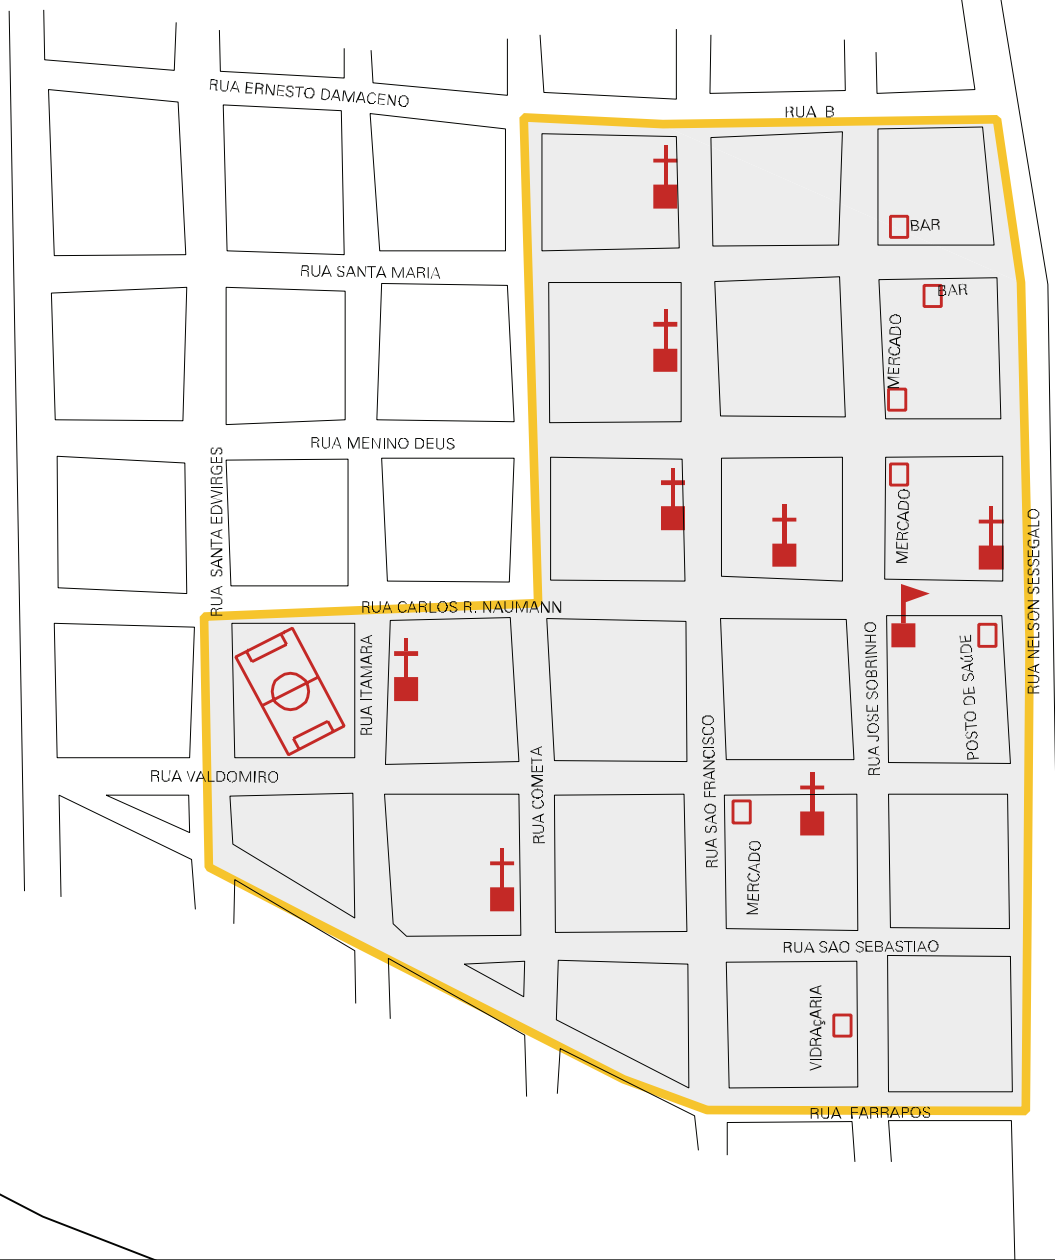 RUA ERNESTO DAMACENO
RUA B
BAR
RUA SANTA MARIA
BAR
MERCADO
RUA MENINO DEUS
RUA SANTA EDWIRGES
MERCADO
RUA NELSON SESSEGALO
RUA CARLOS R. NAUMANN
RUA ITAMARA
RUA JOSE SOBRINHO
POSTO DE SAúDE
RUA VALDOMIRO
RUA COMETA
RUA SAO FRANCISCO
MERCADO
RUA SAO SEBASTIAO
VIDRAçARIA
RUA FARRAPOS